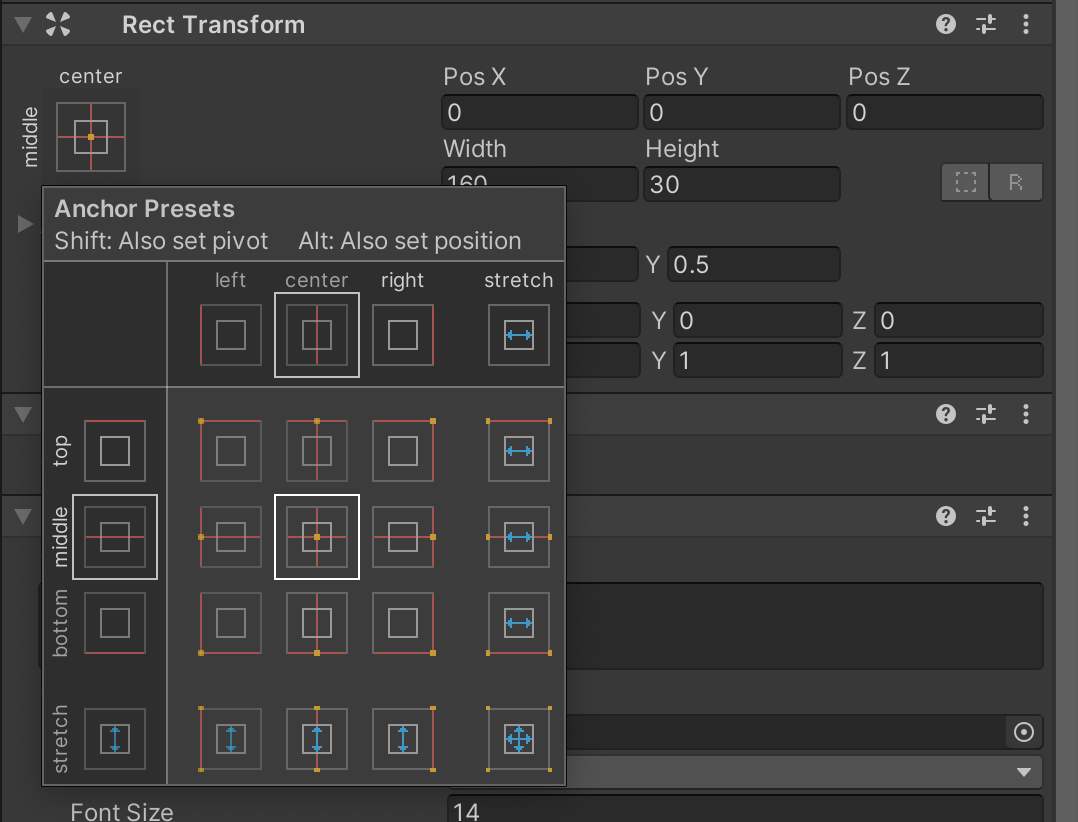 Rect Transform
center
middle
Pos X Pos Y Pos Z
0 0 0
Width Height
160 30
R
Anchor Presets
Shift: Also set pivot Alt: Also set position
Y 0.5
left center right stretch
Y 0 Z 0
Y 1 Z 1
top
middle
bottom
stretch
Font Size 14